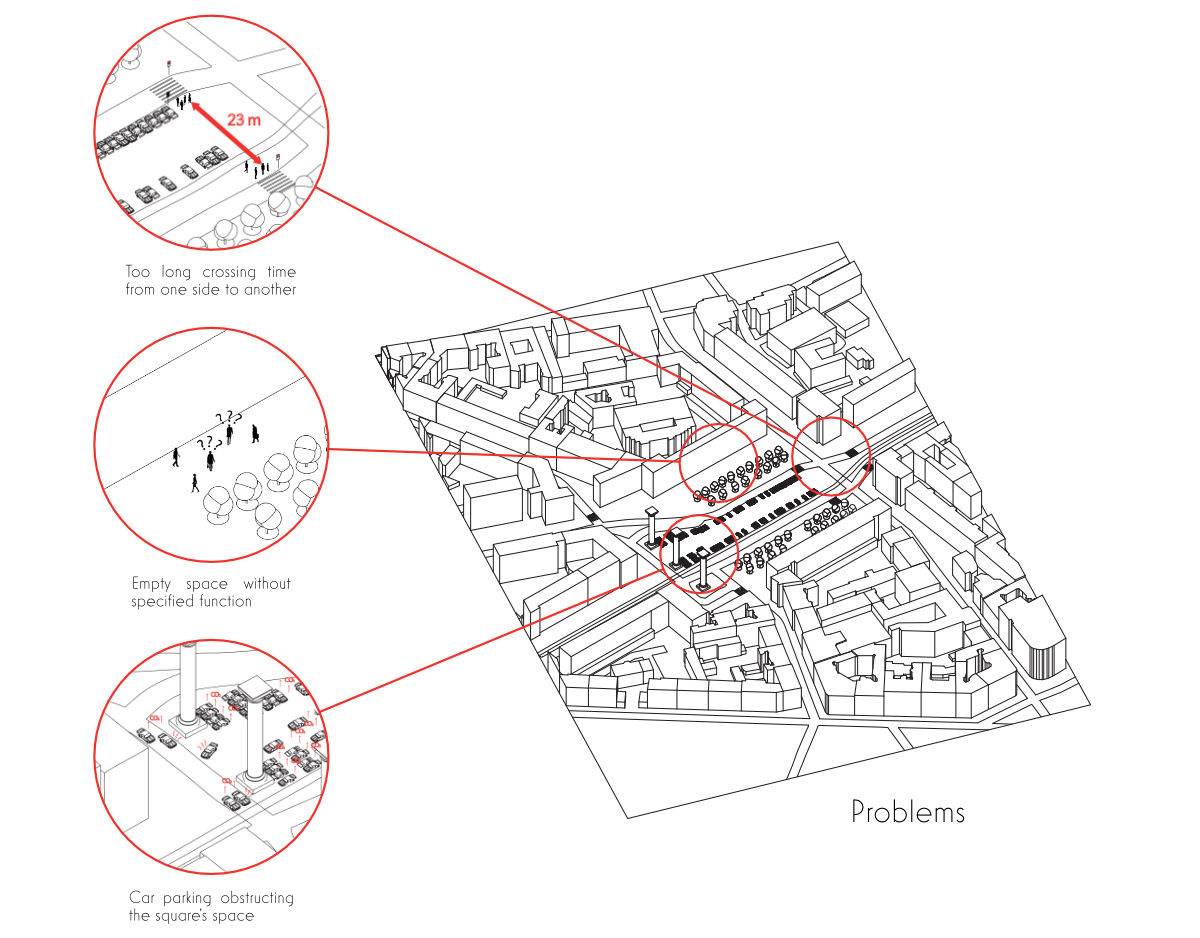 23 m
Too long crossing time
from one side to another
? ? ?
? ? ?
Empty space without
specified function
Car parking obstructing
the square's space
Problems